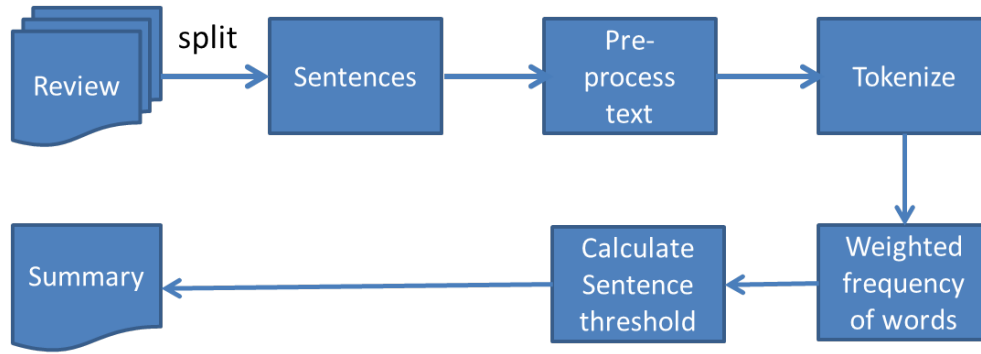 split
Review
Sentences
Pre-
process
text
Tokenize
Weighted
frequency
of words
Calculate
Sentence
threshold
Summary